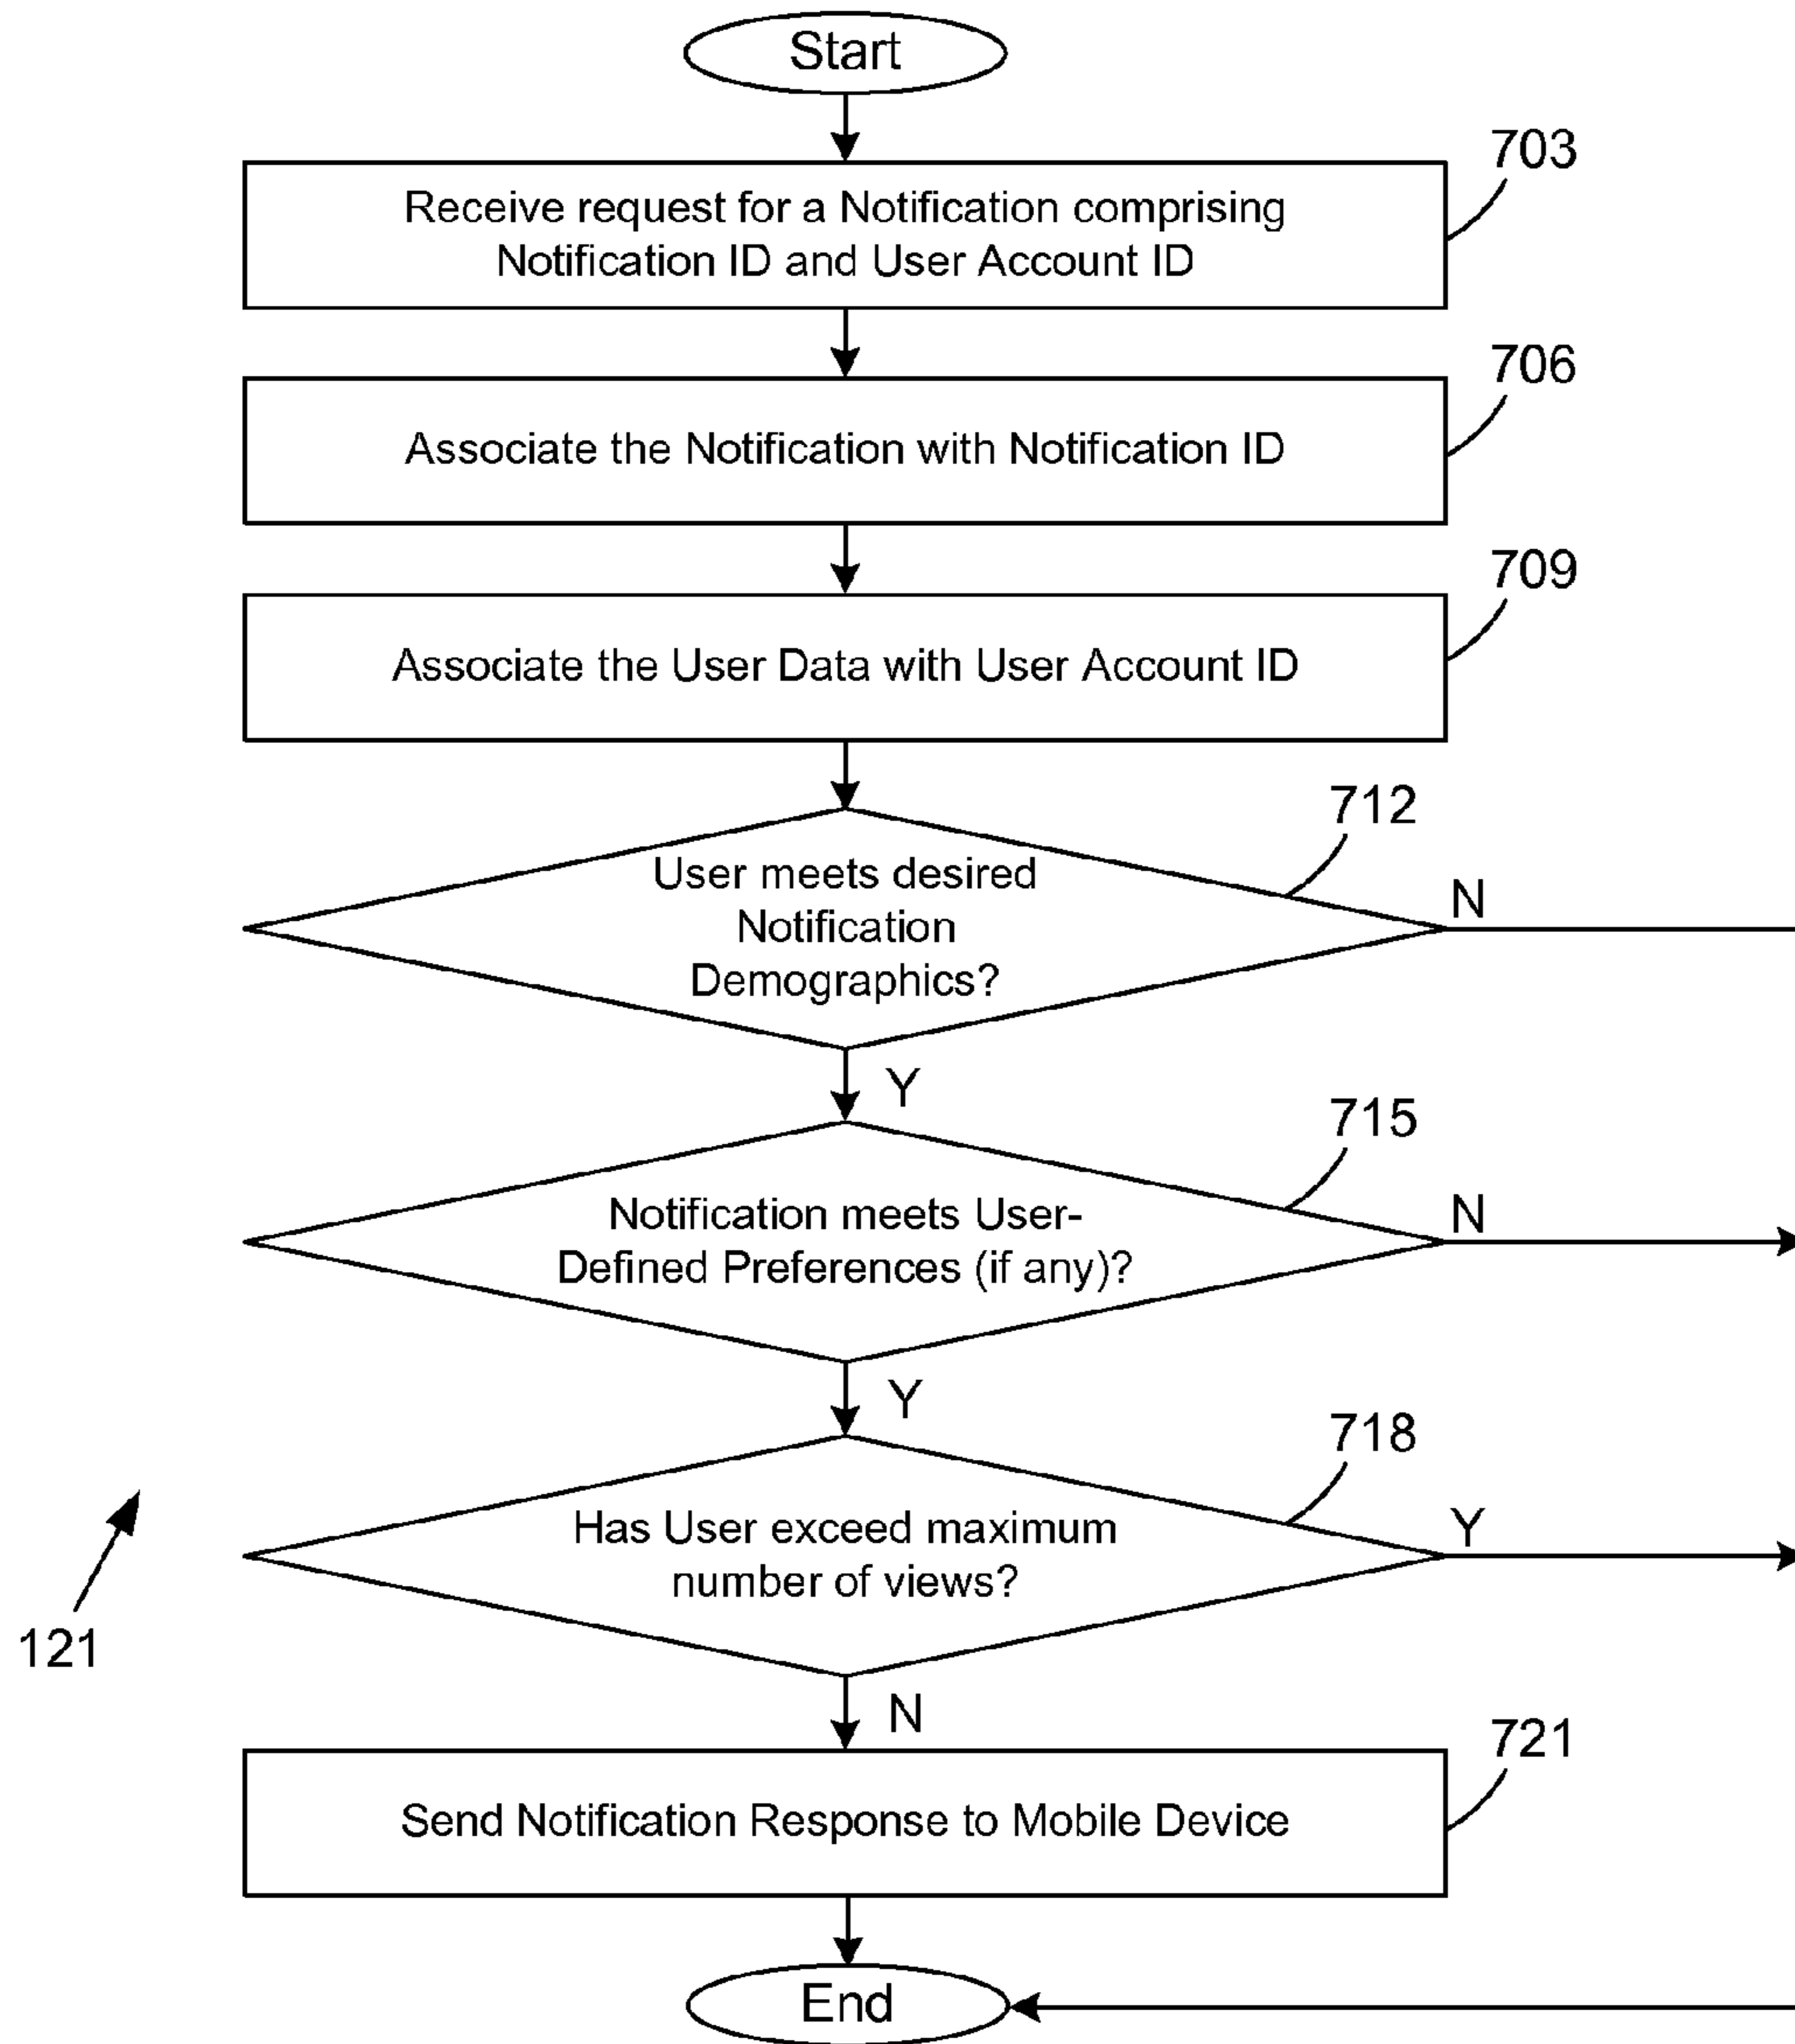 Start
703
Receive request for a Notification comprising
Notification ID and User Account ID
706
Associate the Notification with Notification ID
709
Associate the User Data with User Account ID
712
User meets desired
Notification
Demographics?
N
Y
715
Notification meets User-
Defined Preferences (if any)?
N
Y
718
Has User exceed maximum
number of views?
Y
121
N
721
Send Notification Response to Mobile Device
End